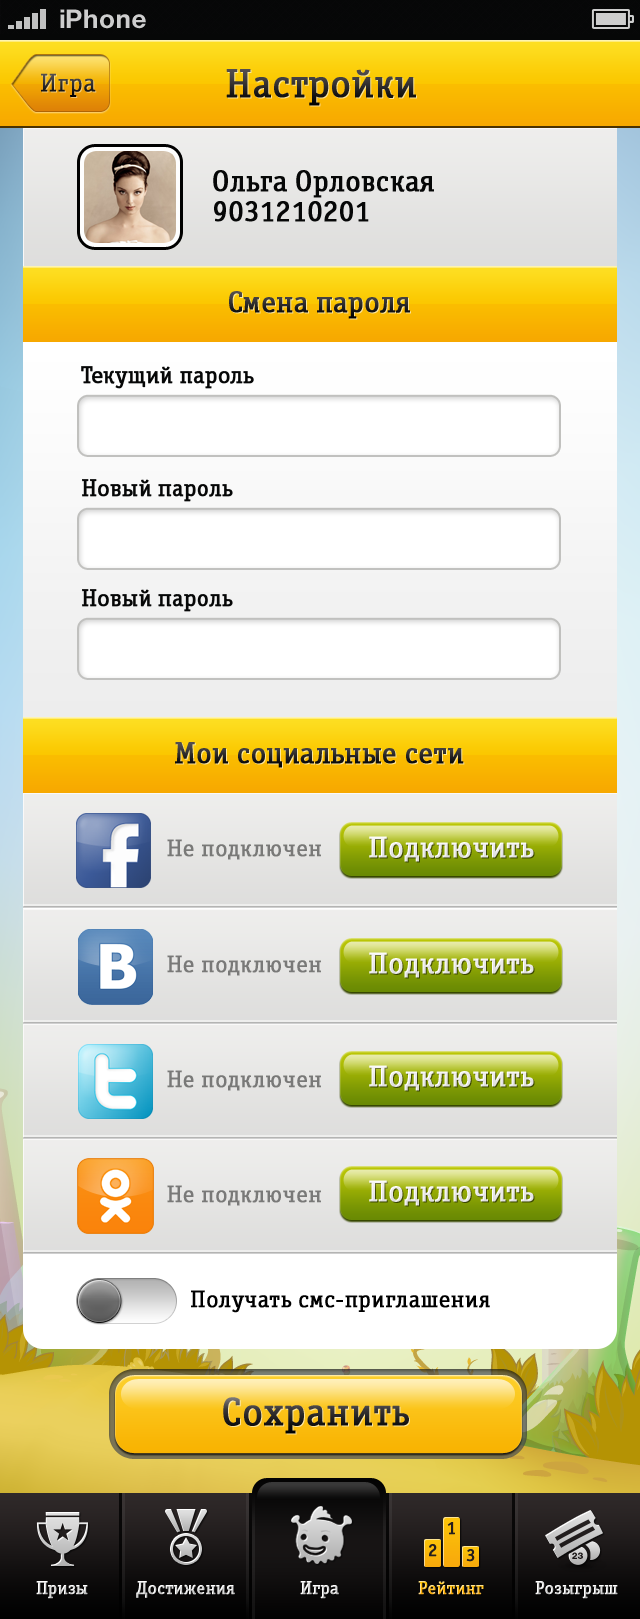 iPhone
Игра
Настройки
Ольга Орловская
9031210201
Смена пароля
Текущий пароль
Новый пароль
Новый пароль
Мои социальные сети
f Не подключен Подключить
В Не подключен Подключить
t Не подключен Подключить
Не подключен Подключить
Получать смс-приглашения
Сохранить
1
2 3
23
Призы Достижения Игра Рейтинг Розыгрыш